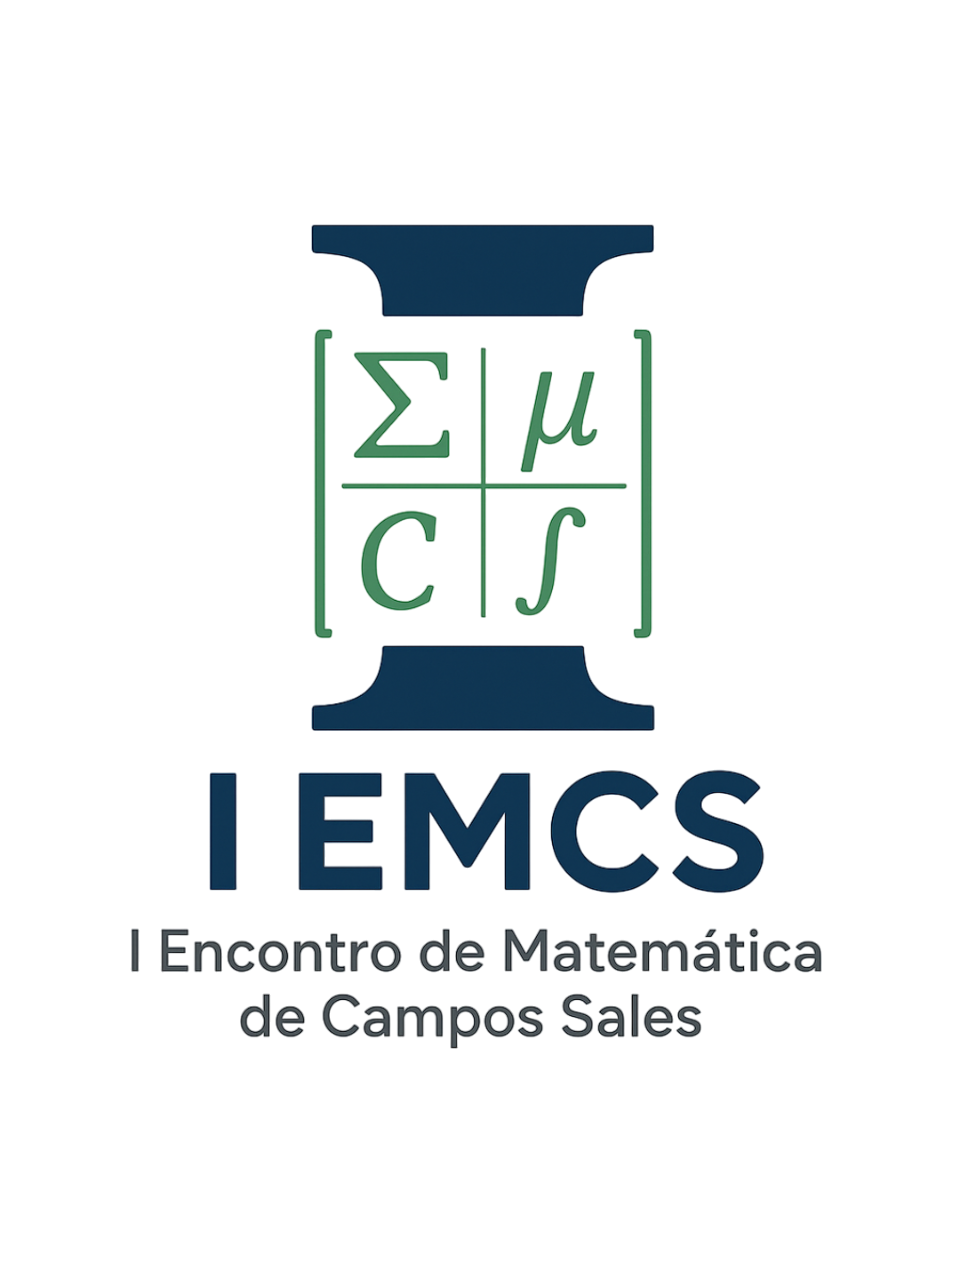 Σ μ
C ∫
I EMCS
I Encontro de Matemática
de Campos Sales